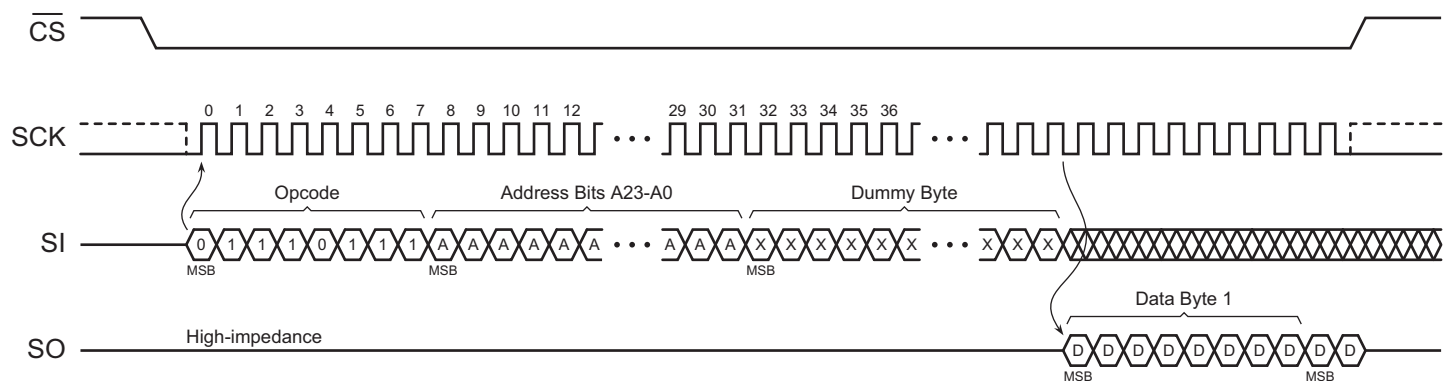 CS
0 1 2 3 4 5 6 7 8 9 10 11 12 29 30 31 32 33 34 35 36
SCK
Opcode Address Bits A23-A0 Dummy Byte
SI 0 1 1 1 0 1 1 1 A A A A A A A A A X X X X X X X X X
MSB MSB MSB
Data Byte 1
High-impedance
SO D D D D D D D D D D
MSB MSB